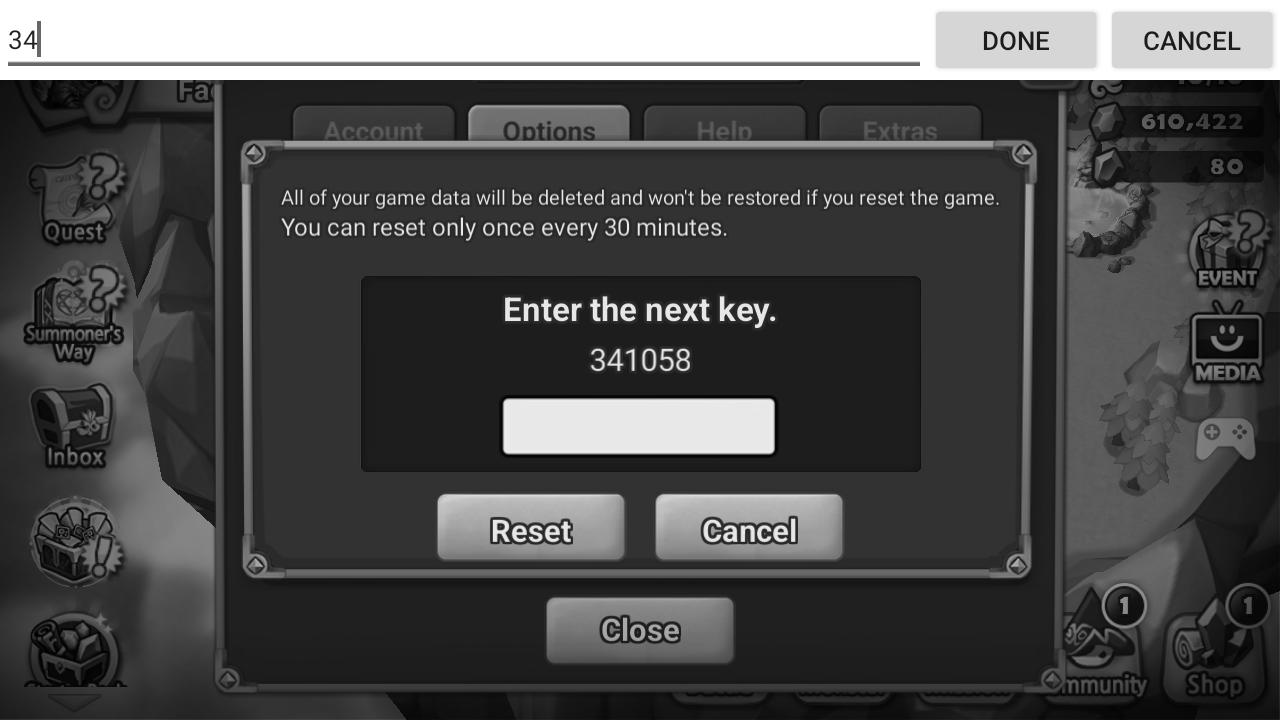 34
DONE
CANCEL
Account
Options
Help
Extras
610,422
80
All of your game data will be deleted and won't be restored if you reset the game.
You can reset only once every 30 minutes.
Quest
Enter the next key.
341058
EVENT
Summoner's
Way
MEDIA
Inbox
Reset
Cancel
Close
1
1
Shop